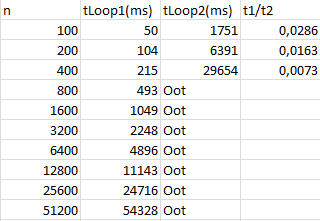 n tLoop1(ms) tLoop2(ms) t1/t2
100 50 1751 0,0286
200 104 6391 0,0163
400 215 29654 0,0073
800 493 Oot
1600 1049 Oot
3200 2248 Oot
6400 4896 Oot
12800 11143 Oot
25600 24716 Oot
51200 54328 Oot